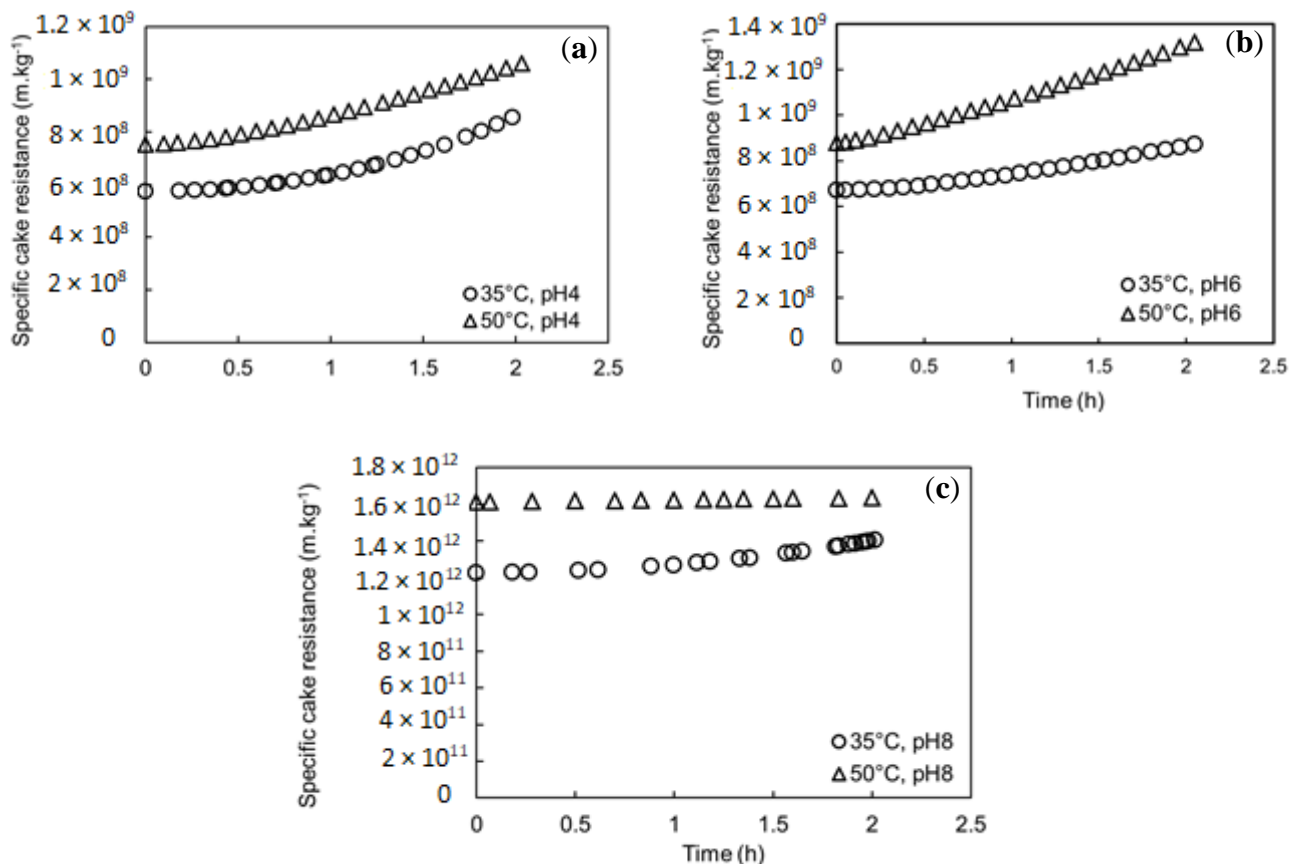 (a)
Specific cake resistance (m.kg⁻¹)
1.2 × 10⁹
1 × 10⁹
8 × 10⁸
6 × 10⁸
4 × 10⁸
2 × 10⁸
0
0 0.5 1 1.5 2 2.5
35°C, pH4
50°C, pH4
(b)
Specific cake resistance (m.kg⁻¹)
1.4 × 10⁹
1.2 × 10⁹
1 × 10⁹
8 × 10⁸
6 × 10⁸
4 × 10⁸
2 × 10⁸
0
0 0.5 1 1.5 2 2.5
Time (h)
35°C, pH6
50°C, pH6
(c)
Specific cake resistance (m.kg⁻¹)
1.8 × 10¹²
1.6 × 10¹²
1.4 × 10¹²
1.2 × 10¹²
1 × 10¹²
8 × 10¹¹
6 × 10¹¹
4 × 10¹¹
2 × 10¹¹
0
0 0.5 1 1.5 2 2.5
Time (h)
35°C, pH8
50°C, pH8